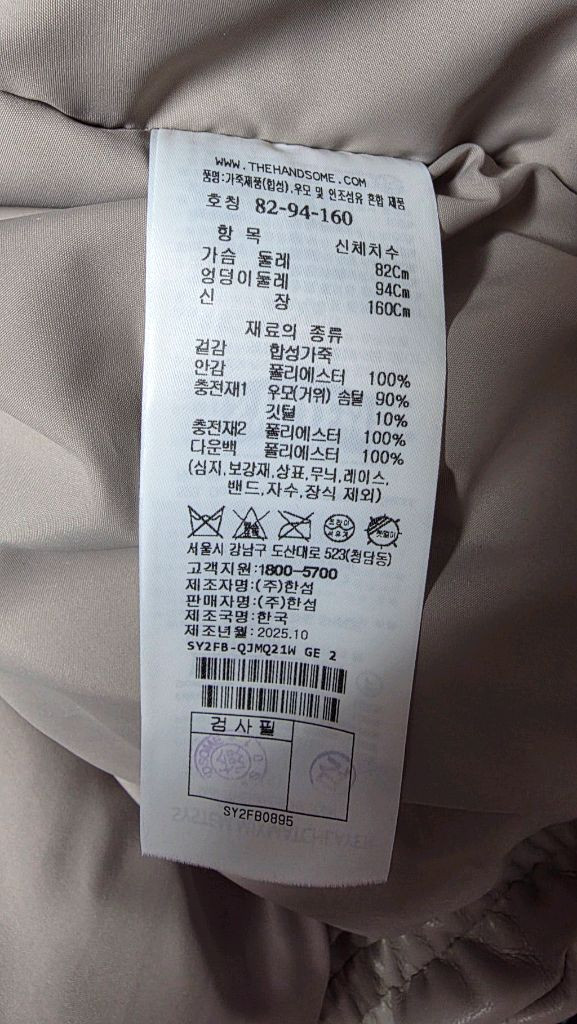 WWW.THEHANDSOME.COM
품명:가죽제품(합성),우모 및 인조섬유 혼합 제품
호칭 82-94-160
항 목 신체치수
가슴 둘레 82Cm
엉덩이둘레 94Cm
신 장 160Cm
재료의 종류
겉감 합성가죽
안감 폴리에스터 100%
충전재1 우모(거위) 솜털 90%
깃털 10%
충전재2 폴리에스터 100%
다운백 폴리에스터 100%
(심지,보강재,상표,무늬,레이스,
밴드,자수,장식 제외)
서울시 강남구 도산대로 523(청담동)
고객지원:1800-5700
제조자명:(주)한섬
판매자명:(주)한섬
제조국명:한국
제조년월:2025.10
SY2FB-QJMQ21W GE 2
검사필
SY2FB0895